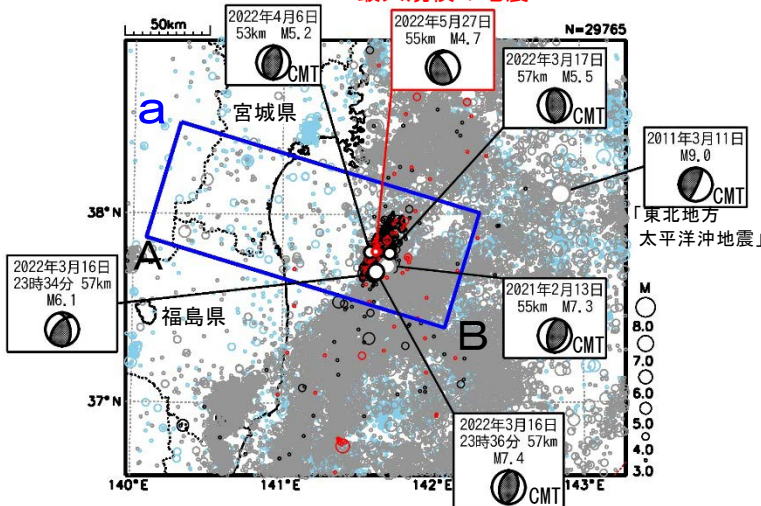 50km
N=29765
2022年4月6日
53km M5.2
CMT
2022年5月27日
55km M4.7
2022年3月17日
57km M5.5
CMT
宮城県
a
2011年3月11日
M9.0
CMT
「東北地方
太平洋沖地震」
38°N
A
2022年3月16日
23時34分 57km
M6.1
福島県
2021年2月13日
55km M7.3
CMT
B
M
8.0
7.0
6.0
5.0
4.0
3.0
37°N
2022年3月16日
23時36分 57km
M7.4
CMT
140°E
141°E
142°E
143°E